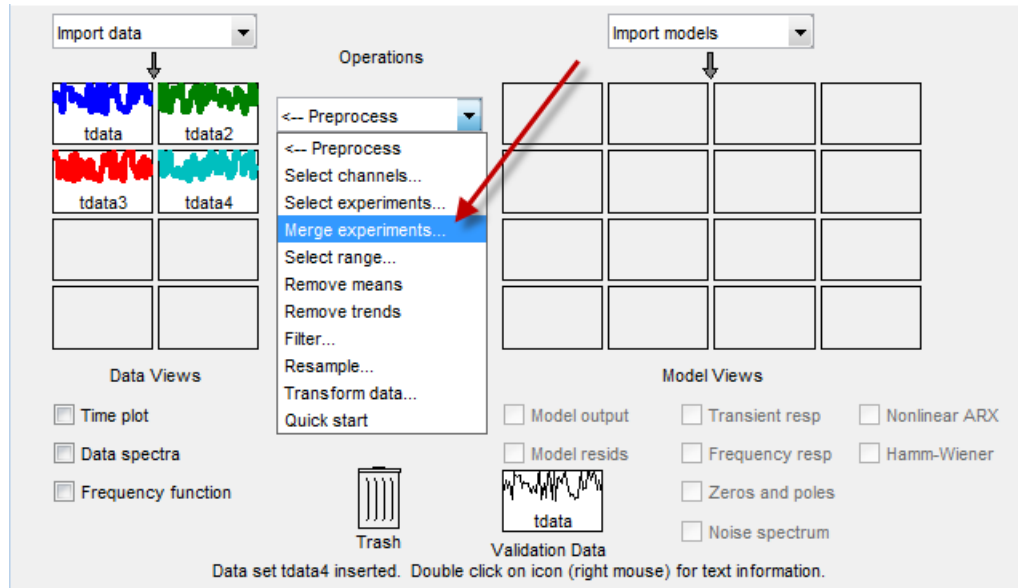 Import data
Import models
Operations
tdata
tdata2
<-- Preprocess
tdata3
tdata4
<-- Preprocess
Select channels...
Select experiments...
Merge experiments...
Select range...
Remove means
Remove trends
Filter...
Resample...
Transform data...
Quick start
Data Views
Model Views
Time plot
Data spectra
Frequency function
Model output
Transient resp
Nonlinear ARX
Model resids
Frequency resp
Hamm-Wiener
Zeros and poles
Noise spectrum
Trash
tdata
Validation Data
Data set tdata4 inserted. Double click on icon (right mouse) for text information.